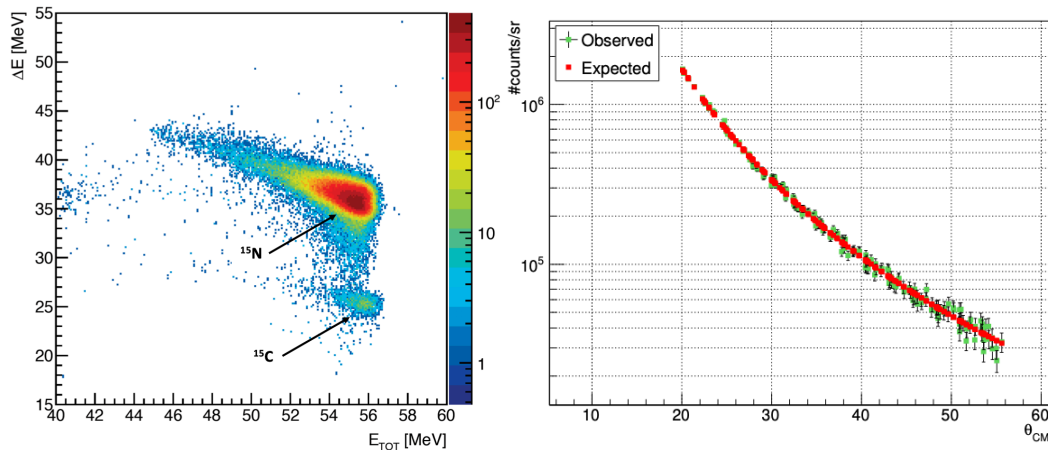 ΔE [MeV]
55
50
45
40
35
30
25
20
15
40 42 44 46 48 50 52 54 56 58 60
E_TOT [MeV]
10²
10
1
¹⁵N
¹⁵C
#counts/sr
10⁶
10⁵
Observed
Expected
10 20 30 40 50 60
θ_CM